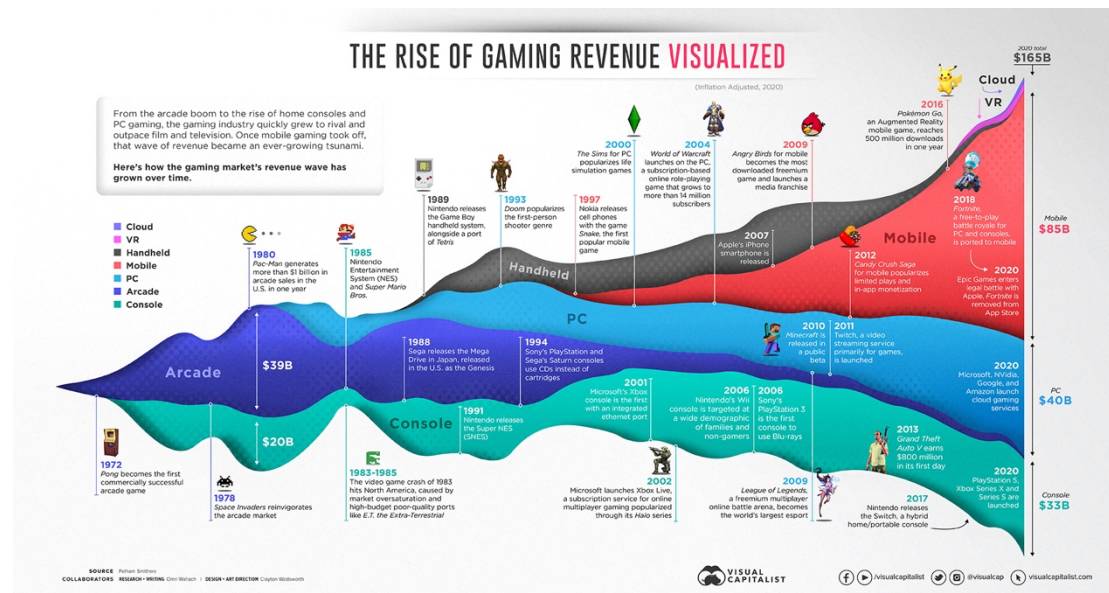 THE RISE OF GAMING REVENUE VISUALIZED
(Inflation Adjusted, 2020)
2020 total
$165B
From the arcade boom to the rise of home consoles and
PC gaming, the gaming industry quickly grew to rival and
outpace film and television. Once mobile gaming took off,
that wave of revenue became an ever-growing tsunami.
Here's how the gaming market's revenue wave has
grown over time.
Cloud
VR
Handheld
Mobile
PC
Arcade
Console
1980
Pac-Man generates
more than $1 billion in
arcade sales in the
U.S. in one year
1985
Nintendo
Entertainment
System (NES)
and Super Mario
Bros.
1989
Nintendo releases
the Game Boy
handheld system,
alongside a port
of Tetris
1993
Doom popularizes
the first-person
shooter genre
1997
Nokia releases
cell phones
with the game
Snake, the first
popular mobile
game
2000
The Sims for PC
popularizes life
simulation games
2004
World of Warcraft
launches on the PC,
a subscription-based
online role-playing
game that grows to
more than 14 million
subscribers
2009
Angry Birds for mobile
becomes the most
downloaded freemium
game and launches a
media franchise
2016
Pokémon Go,
an Augmented Reality
mobile game, reaches
500 million downloads
in one year
Cloud
VR
2007
Apple's iPhone
smartphone is
released
Mobile
2012
Candy Crush Saga
for mobile popularizes
limited plays and
in-app monetization
2018
Fortnite,
a free-to-play
battle royale for
PC and consoles,
is ported to mobile
2020
Epic Games enters
legal battle with
Apple, Fortnite is
removed from
App Store
Mobile
$85B
Handheld
PC
Arcade
$39B
1988
Sega releases the Mega
Drive in Japan, released
in the U.S. as the Genesis
1994
Sony's PlayStation and
Sega's Saturn consoles
use CDs instead of
cartridges
2010
Minecraft is
released in
a public
beta
2011
Twitch, a video
streaming service
primarily for games,
is launched
2020
Microsoft, NVidia,
Google, and
Amazon launch
cloud gaming
services
PC
$40B
Console
$20B
1991
Nintendo releases
the Super NES
(SNES)
2001
Microsoft's Xbox
console is the first
with an integrated
ethernet port
2006
Nintendo's Wii
console is targeted at
a wide demographic
of families and
non-gamers
2006
Sony's
PlayStation 3
is the first
console to
use Blu-rays
2013
Grand Theft
Auto V earns
$800 million
in its first day
2020
PlayStation 5,
Xbox Series X and
Series S are
launched
Console
$33B
1972
Pong becomes the first
commercially successful
arcade game
1978
Space Invaders reinvigorates
the arcade market
1983-1985
The video game crash of 1983
hits North America, caused by
market oversaturation and
high-budget poor-quality ports
like E.T. the Extra-Terrestrial
2002
Microsoft launches Xbox Live,
a subscription service for online
multiplayer gaming popularized
through its Halo series
2009
League of Legends,
a freemium multiplayer
online battle arena, becomes
the world's largest esport
2017
Nintendo releases
the Switch, a hybrid
home/portable console
SOURCE Pelham Smithers
COLLABORATORS RESEARCH + WRITING Omri Wallach | DESIGN + ART DIRECTION Clayton Wadsworth
VISUAL
CAPITALIST
/visualcapitalist @visualcap visualcapitalist.com